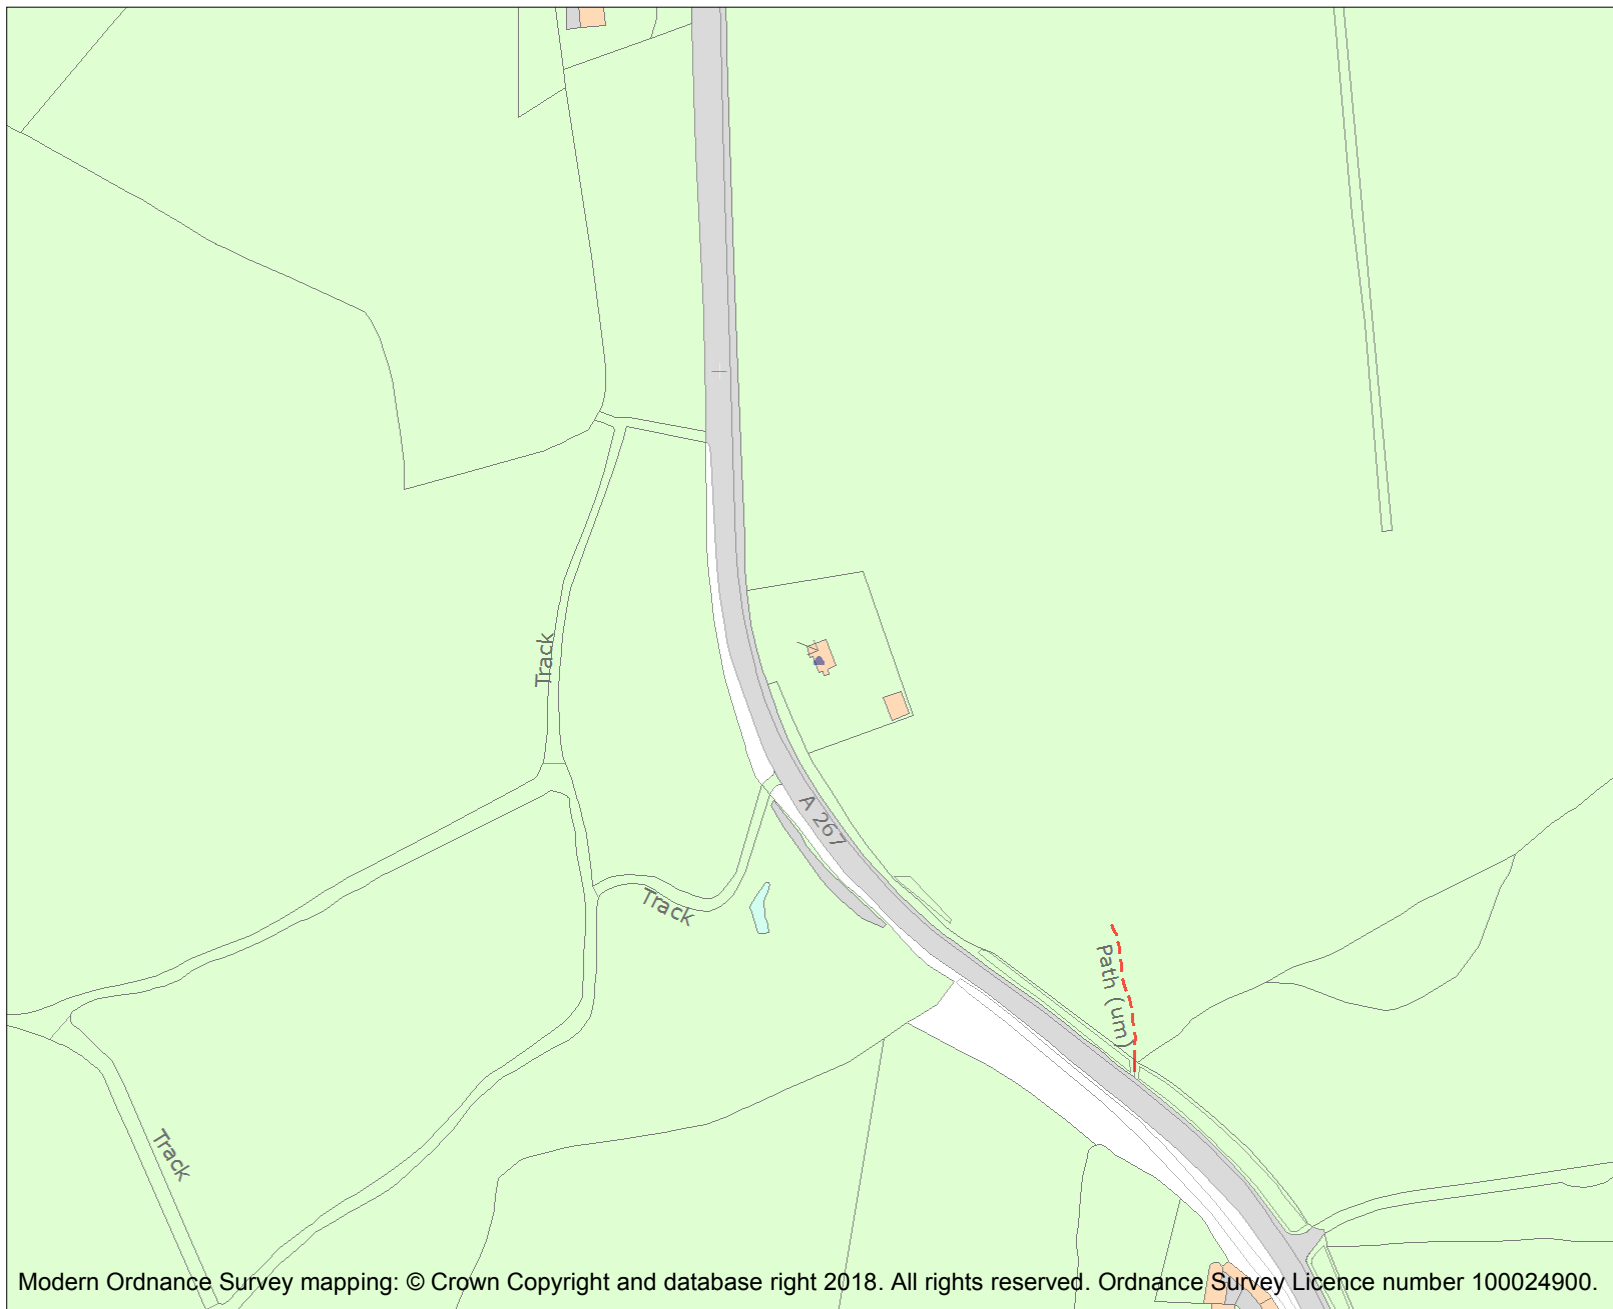 Track
A 267
Track
Path (um)
Track
Modern Ordnance Survey mapping: © Crown Copyright and database right 2018. All rights reserved. Ordnance Survey Licence number 100024900.